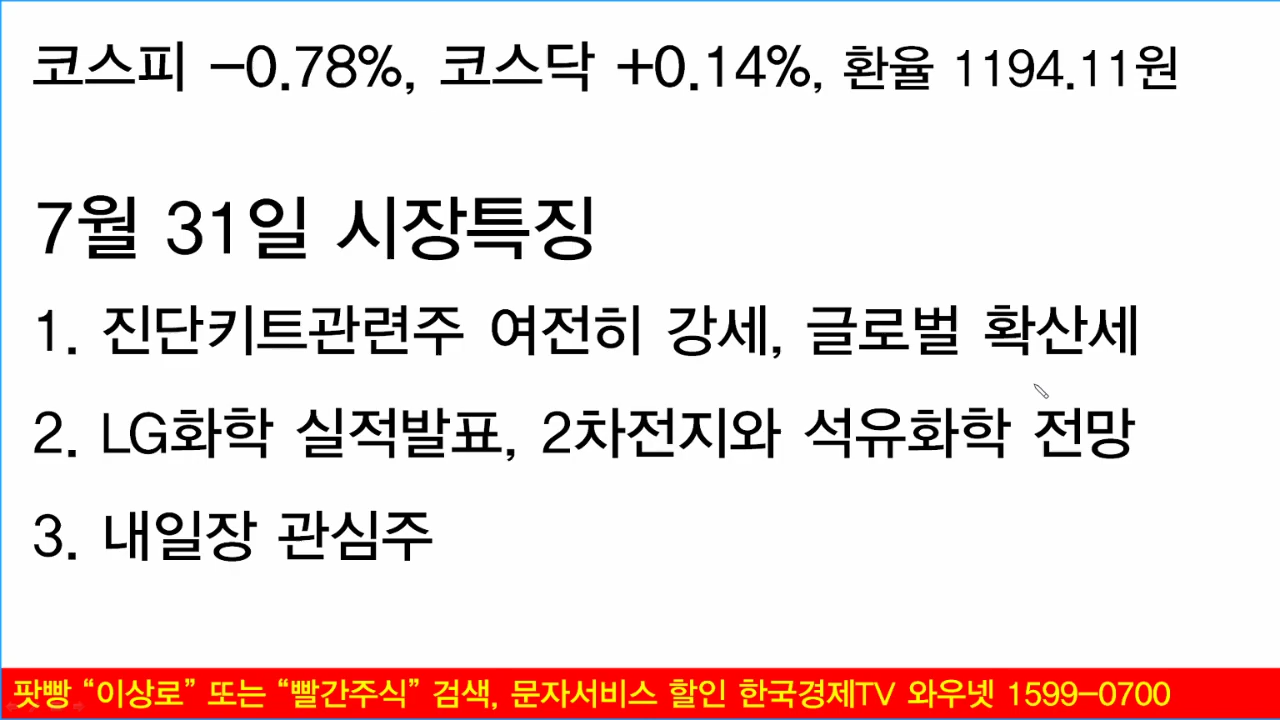 코스피 -0.78%, 코스닥 +0.14%, 환율 1194.11원
7월 31일 시장특징
1. 진단키트관련주 여전히 강세, 글로벌 확산세
2. LG화학 실적발표, 2차전지와 석유화학 전망
3. 내일장 관심주
팟빵 “이상로” 또는 “빨간주식” 검색, 문자서비스 할인 한국경제TV 와우넷 1599-0700